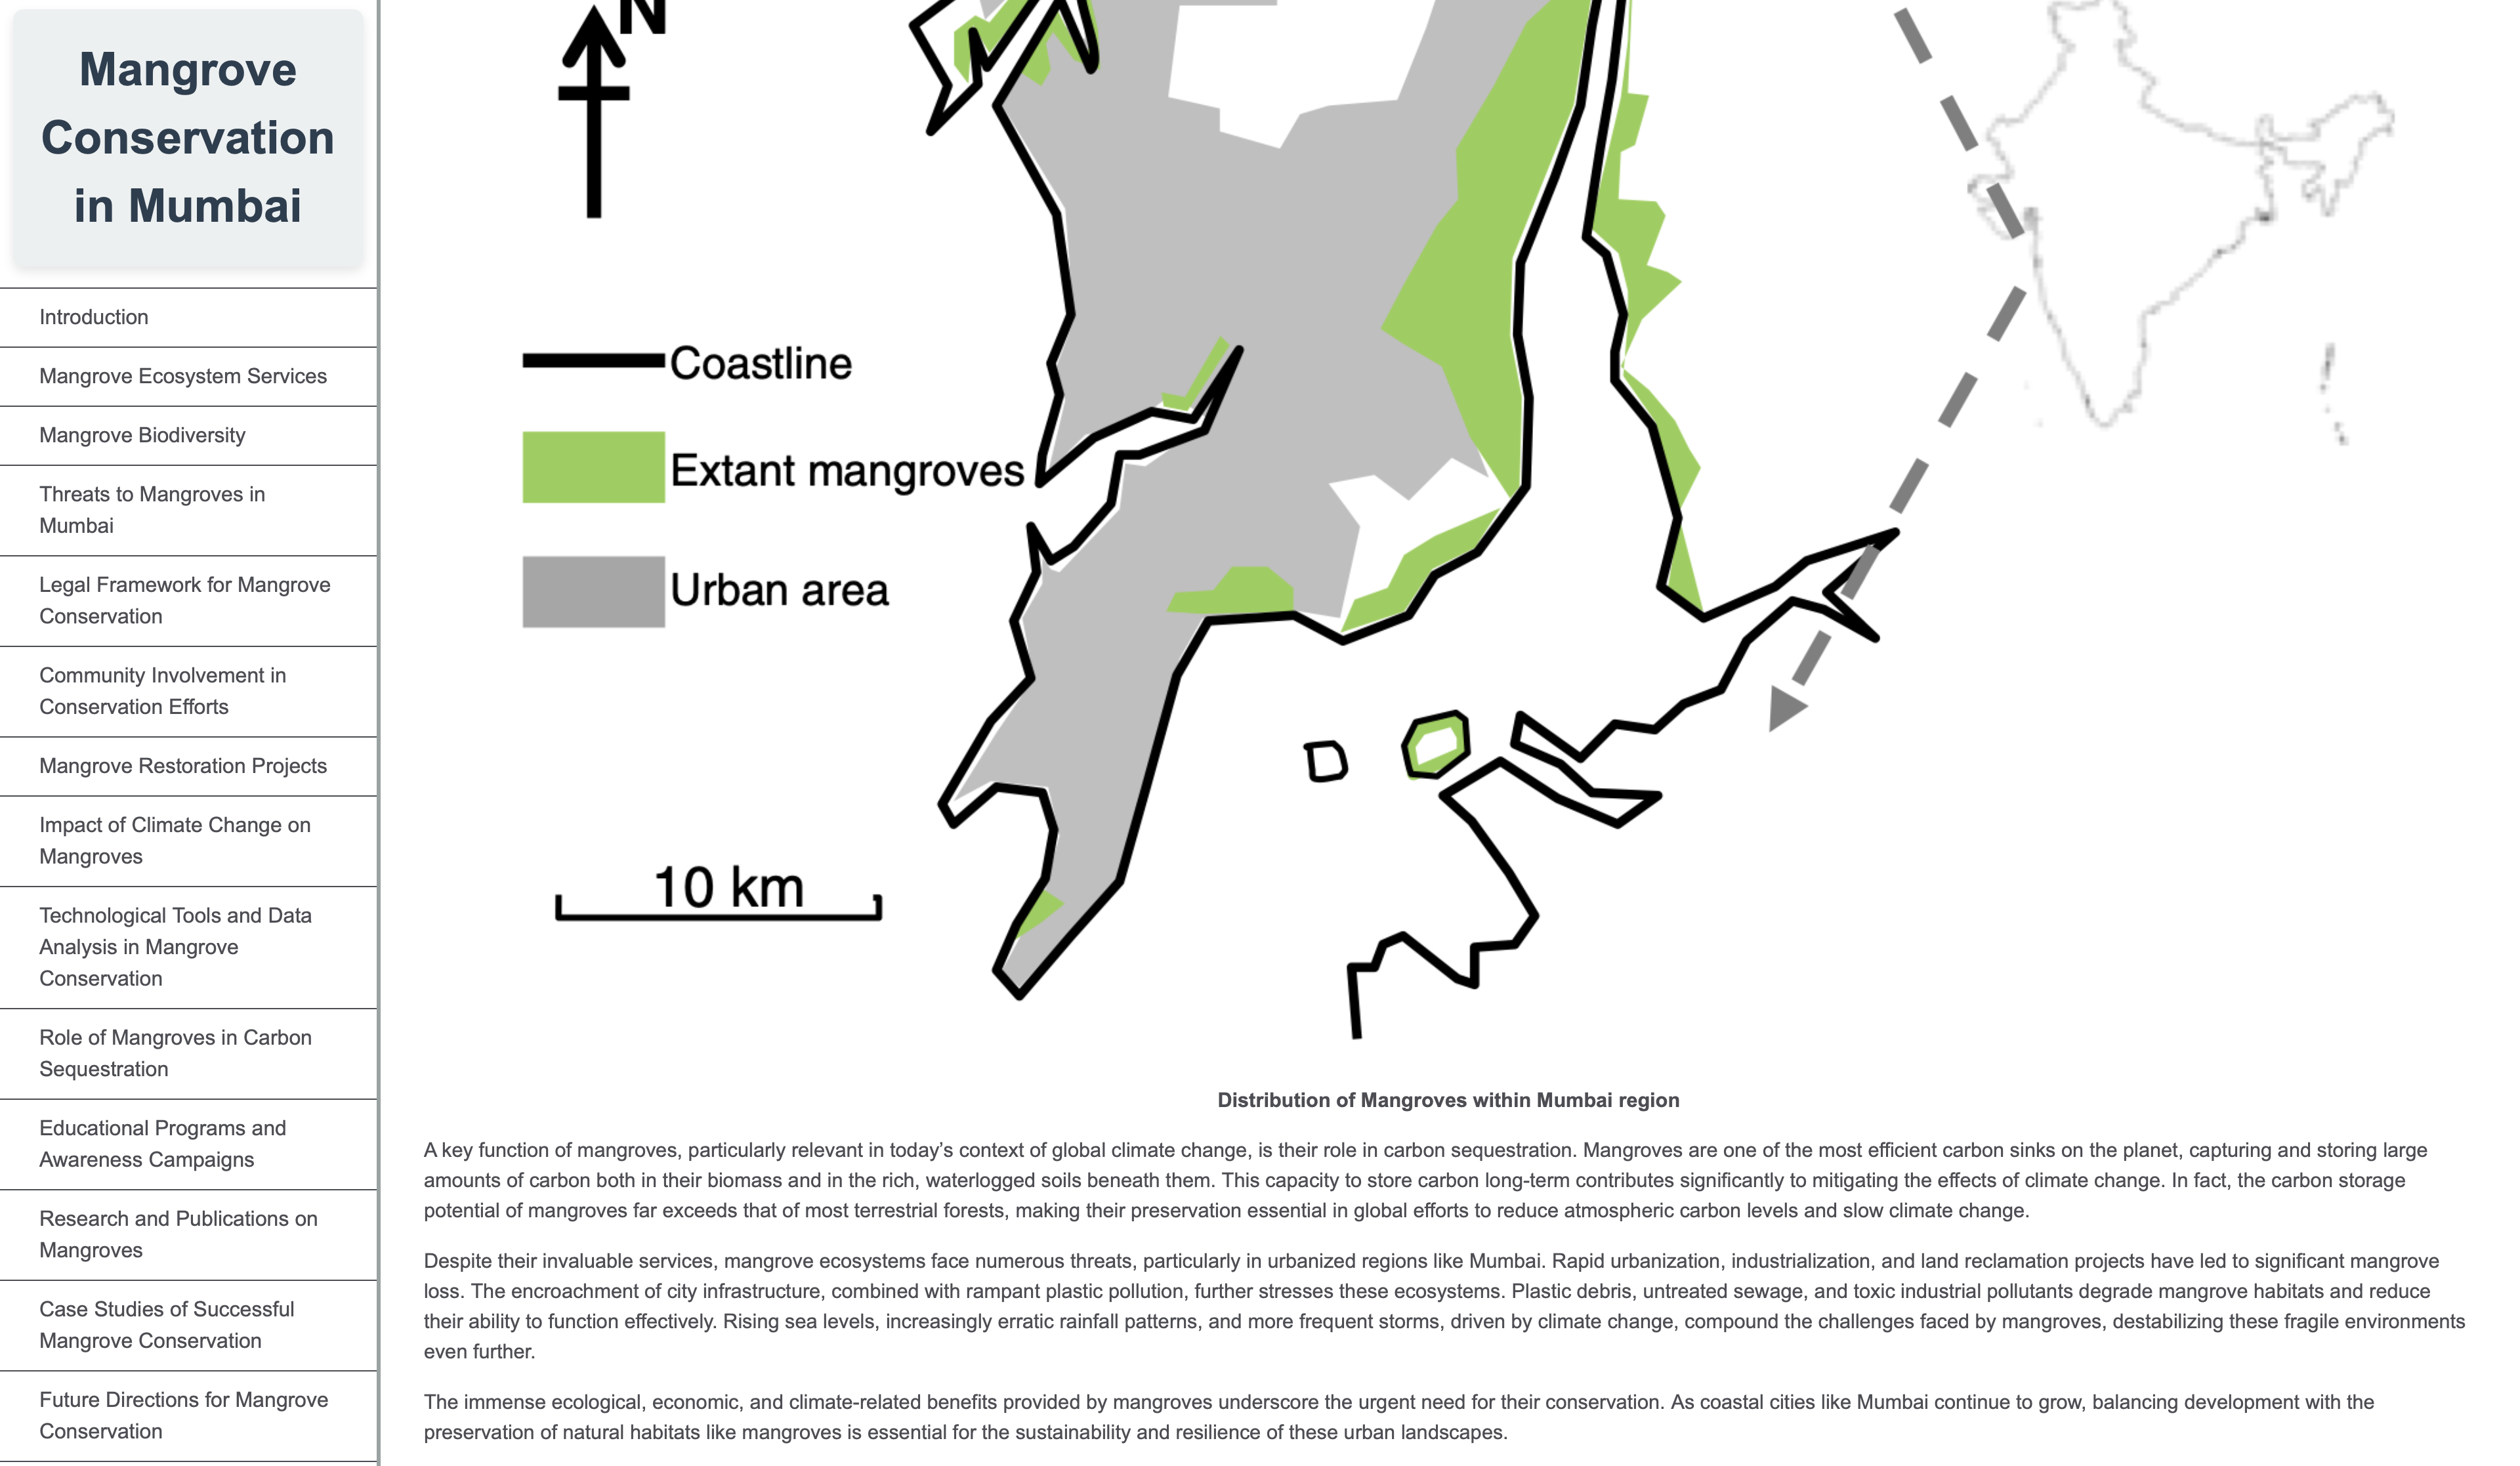 Mangrove
Conservation
in Mumbai
Introduction
Mangrove Ecosystem Services
Mangrove Biodiversity
Threats to Mangroves in
Mumbai
Legal Framework for Mangrove
Conservation
Community Involvement in
Conservation Efforts
Mangrove Restoration Projects
Impact of Climate Change on
Mangroves
Technological Tools and Data
Analysis in Mangrove
Conservation
Role of Mangroves in Carbon
Sequestration
Educational Programs and
Awareness Campaigns
Research and Publications on
Mangroves
Case Studies of Successful
Mangrove Conservation
Future Directions for Mangrove
Conservation
N
Coastline
Extant mangroves
Urban area
10 km
Distribution of Mangroves within Mumbai region
A key function of mangroves, particularly relevant in today’s context of global climate change, is their role in carbon sequestration. Mangroves are one of the most efficient carbon sinks on the planet, capturing and storing large
amounts of carbon both in their biomass and in the rich, waterlogged soils beneath them. This capacity to store carbon long-term contributes significantly to mitigating the effects of climate change. In fact, the carbon storage
potential of mangroves far exceeds that of most terrestrial forests, making their preservation essential in global efforts to reduce atmospheric carbon levels and slow climate change.
Despite their invaluable services, mangrove ecosystems face numerous threats, particularly in urbanized regions like Mumbai. Rapid urbanization, industrialization, and land reclamation projects have led to significant mangrove
loss. The encroachment of city infrastructure, combined with rampant plastic pollution, further stresses these ecosystems. Plastic debris, untreated sewage, and toxic industrial pollutants degrade mangrove habitats and reduce
their ability to function effectively. Rising sea levels, increasingly erratic rainfall patterns, and more frequent storms, driven by climate change, compound the challenges faced by mangroves, destabilizing these fragile environments
even further.
The immense ecological, economic, and climate-related benefits provided by mangroves underscore the urgent need for their conservation. As coastal cities like Mumbai continue to grow, balancing development with the
preservation of natural habitats like mangroves is essential for the sustainability and resilience of these urban landscapes.